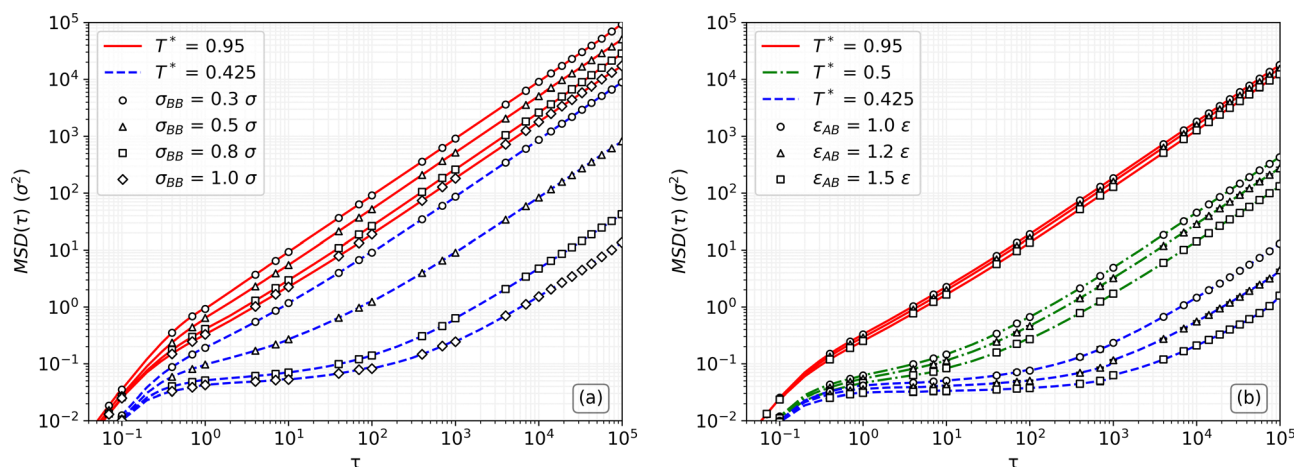 10^5
10^4
10^3
10^2
10^1
10^0
10^-1
10^-2
MSD(τ) (σ^2)
T* = 0.95
T* = 0.425
σ_BB = 0.3 σ
σ_BB = 0.5 σ
σ_BB = 0.8 σ
σ_BB = 1.0 σ
(a)
10^-1 10^0 10^1 10^2 10^3 10^4 10^5
τ
10^5
10^4
10^3
10^2
10^1
10^0
10^-1
10^-2
MSD(τ) (σ^2)
T* = 0.95
T* = 0.5
T* = 0.425
ε_AB = 1.0 ε
ε_AB = 1.2 ε
ε_AB = 1.5 ε
(b)
10^-1 10^0 10^1 10^2 10^3 10^4 10^5
τ